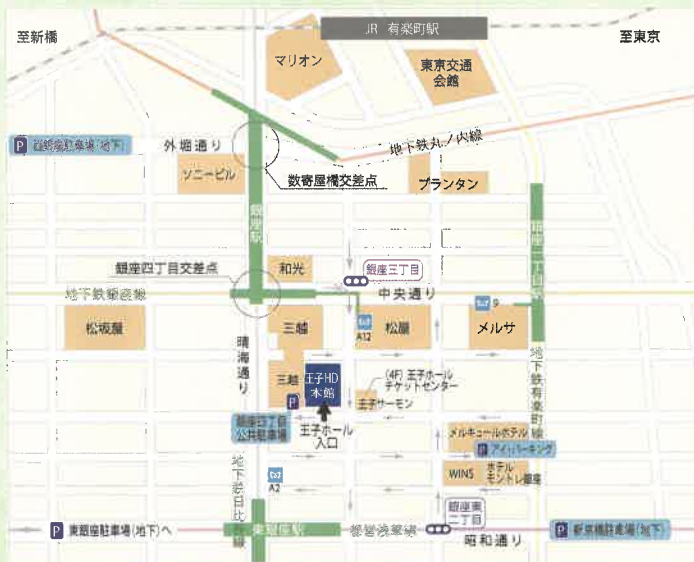 JR 有楽町駅
至新橋
至東京
マリオン
東京交通
会館
地下鉄丸ノ内線
P 西銀座駐車場(地下)
外堀通り
ソニービル
数寄屋橋交差点
プランタン
銀座駅
銀座一丁目駅
銀座四丁目交差点
和光
銀座三丁目
地下鉄銀座線
中央通り
9
松坂屋
三越
A12
松屋
メルサ
晴海通り
地下鉄有楽町線
三越
王子HD
本館
(4F) 王子ホール
チケットセンター
P
王子サーモン
銀座四丁目
公共駐車場
王子ホール
入口
メルキュールホテル
P アイパーキング
地下鉄日比谷線
A2
WINS
ホテル
モントレ銀座
銀座東
二丁目
P 東銀座駐車場(地下)へ
東銀座駅
都営浅草線
昭和通り
P 新京橋駐車場(地下)